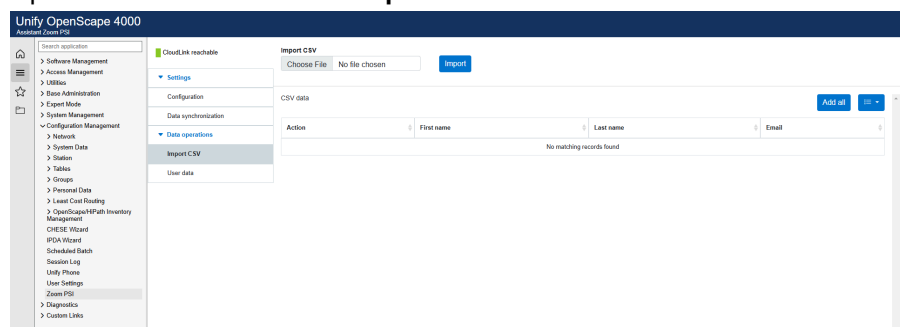 Unify OpenScape 4000
Assistant Zoom PSI
Search application
Software Management
Access Management
Utilities
Base Administration
Expert Mode
System Management
Configuration Management
Network
System Data
Station
Tables
Groups
Personal Data
Least Cost Routing
OpenScape/HiPath Inventory
Management
CHESE Wizard
IPDA Wizard
Scheduled Batch
Session Log
Unify Phone
User Settings
Zoom PSI
Diagnostics
Custom Links
CloudLink reachable
Settings
Configuration
Data synchronization
Data operations
Import CSV
User data
Import CSV
Choose File No file chosen Import
CSV data
Add all
Action First name Last name Email
No matching records found